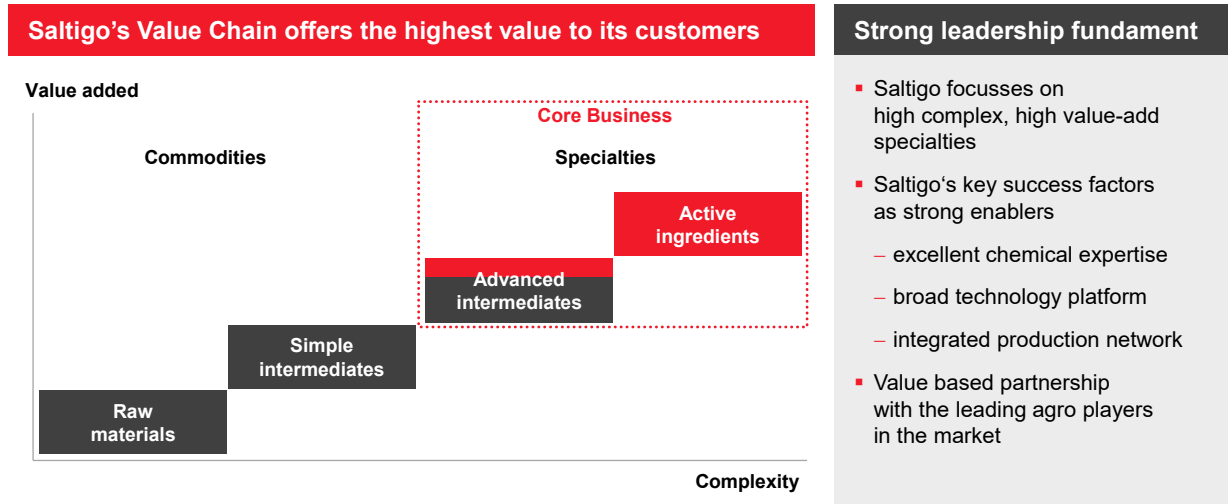 Saltigo's Value Chain offers the highest value to its customers
Value added
Core Business
Commodities
Specialties
Active
ingredients
Advanced
intermediates
Simple
intermediates
Raw
materials
Complexity
Strong leadership fundament
▪ Saltigo focusses on
high complex, high value-add
specialties
▪ Saltigo‘s key success factors
as strong enablers
– excellent chemical expertise
– broad technology platform
– integrated production network
▪ Value based partnership
with the leading agro players
in the market